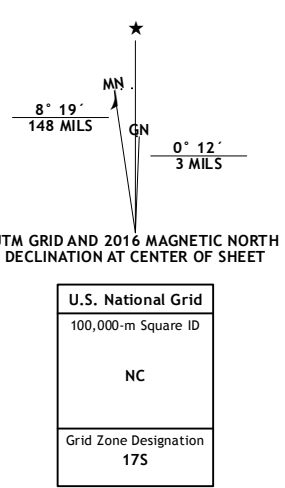 ★
MN
8° 19´
148 MILS
GN
0° 12´
3 MILS
UTM GRID AND 2016 MAGNETIC NORTH
DECLINATION AT CENTER OF SHEET
U.S. National Grid
100,000-m Square ID
NC
Grid Zone Designation
17S